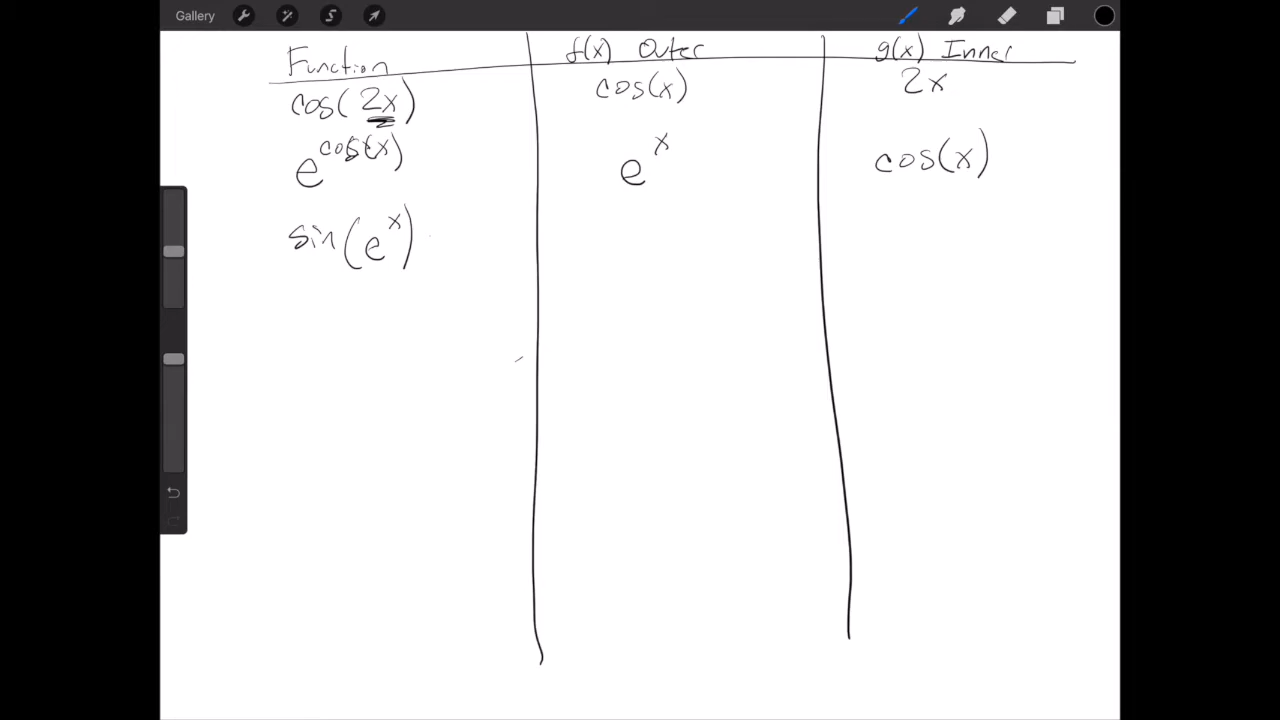 Gallery
Function f(x) Outer g(x) Inner
cos(2x) cos(x) 2x
e^cos(x) e^x cos(x)
sin(e^x)